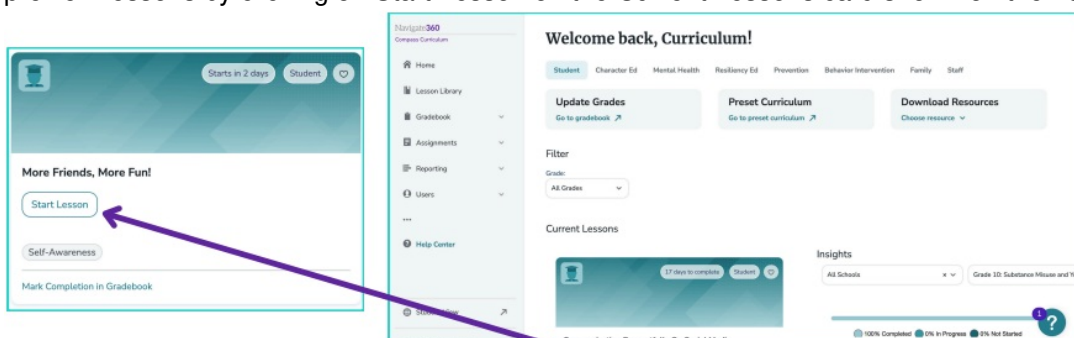 Starts in 2 days Student
More Friends, More Fun!
Start Lesson
Self-Awareness
Mark Completion in Gradebook
Navigate360
Compass Curriculum
Home
Lesson Library
Gradebook
Assignments
Reporting
Users
...
Help Center
Welcome back, Curriculum!
Student Character Ed Mental Health Resiliency Ed Prevention Behavior Intervention Family Staff
Update Grades
Go to gradebook
Preset Curriculum
Go to preset curriculum
Download Resources
Choose resource
Filter
Grade:
All Grades
Current Lessons
17 days to complete Student
Insights
All Schools x
Grade 10: Substance Misuse and
1
?
100% Completed 0% In Progress 0% Not Started